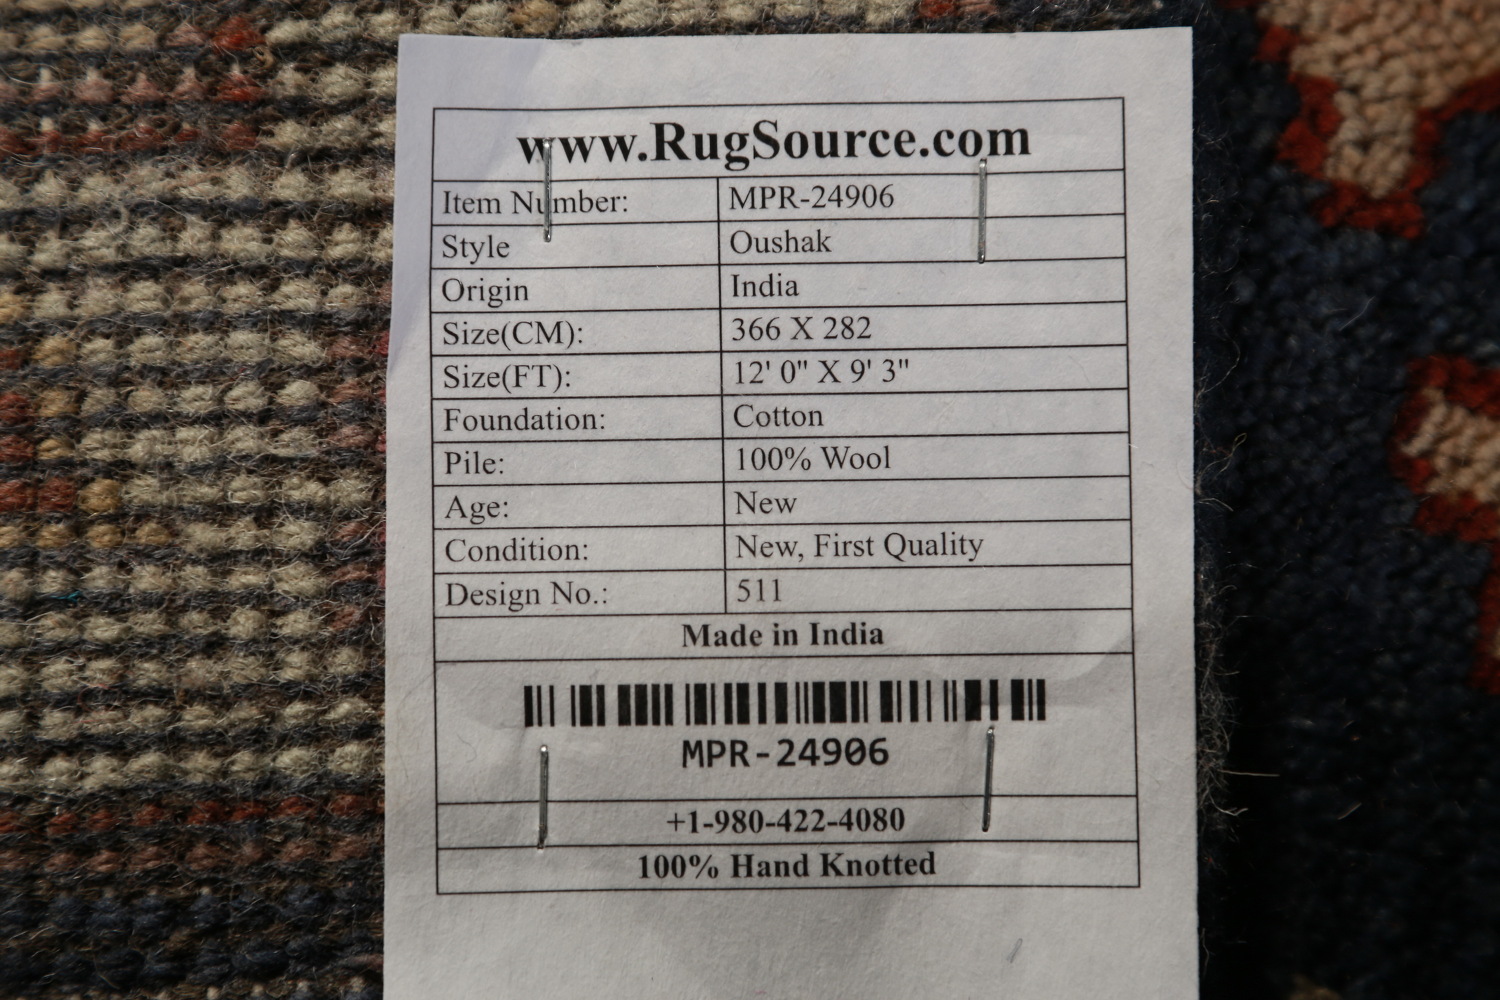 www.RugSource.com
Item Number: MPR-24906
Style Oushak
Origin India
Size(CM): 366 X 282
Size(FT): 12' 0" X 9' 3"
Foundation: Cotton
Pile: 100% Wool
Age: New
Condition: New, First Quality
Design No.: 511
Made in India
MPR-24906
+1-980-422-4080
100% Hand Knotted